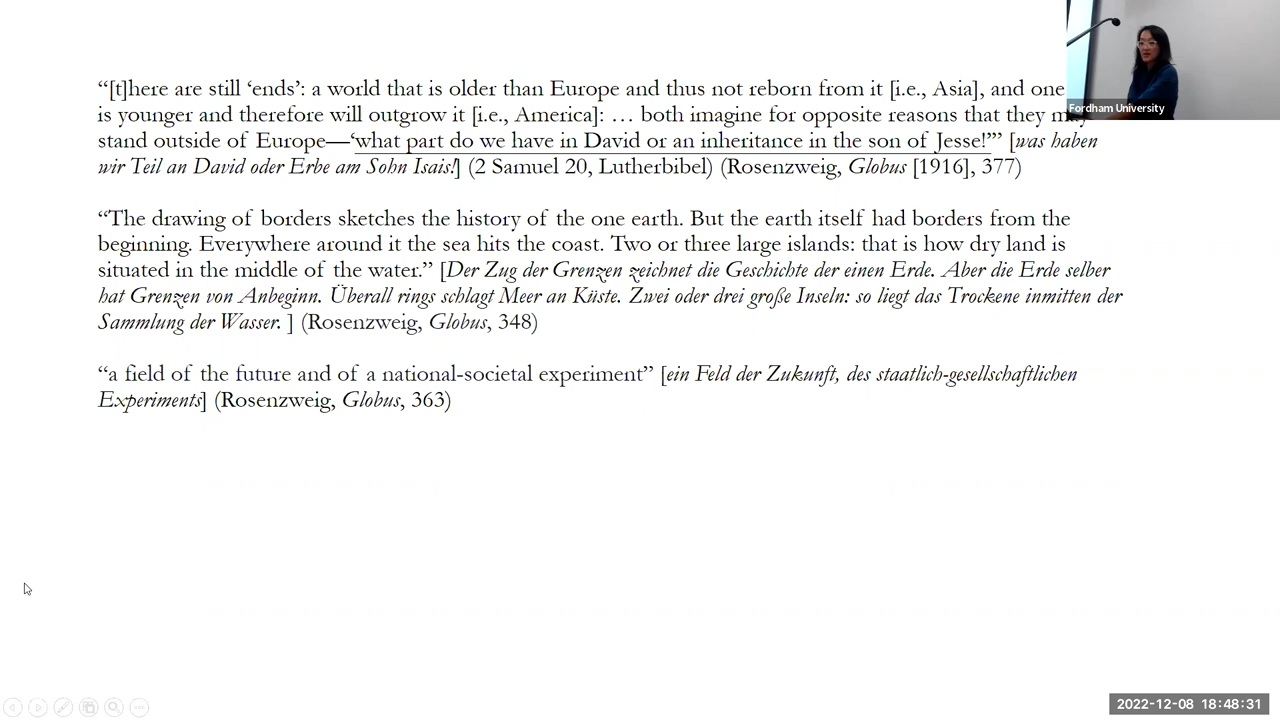 “[t]here are still ‘ends’: a world that is older than Europe and thus not reborn from it [i.e., Asia], and one
is younger and therefore will outgrow it [i.e., America]: … both imagine for opposite reasons that they may
stand outside of Europe—‘what part do we have in David or an inheritance in the son of Jesse!’” [was haben
wir Teil an David oder Erbe am Sohn Isais!] (2 Samuel 20, Lutherbibel) (Rosenzweig, Globus [1916], 377)
“The drawing of borders sketches the history of the one earth. But the earth itself had borders from the
beginning. Everywhere around it the sea hits the coast. Two or three large islands: that is how dry land is
situated in the middle of the water.” [Der Zug der Grenzen zeichnet die Geschichte der einen Erde. Aber die Erde selber
hat Grenzen von Anbeginn. Überall rings schlagt Meer an Küste. Zwei oder drei große Inseln: so liegt das Trockene inmitten der
Sammlung der Wasser. ] (Rosenzweig, Globus, 348)
“a field of the future and of a national-societal experiment” [ein Feld der Zukunft, des staatlich-gesellschaftlichen
Experiments] (Rosenzweig, Globus, 363)
Fordham University
2022-12-08 18:48:31